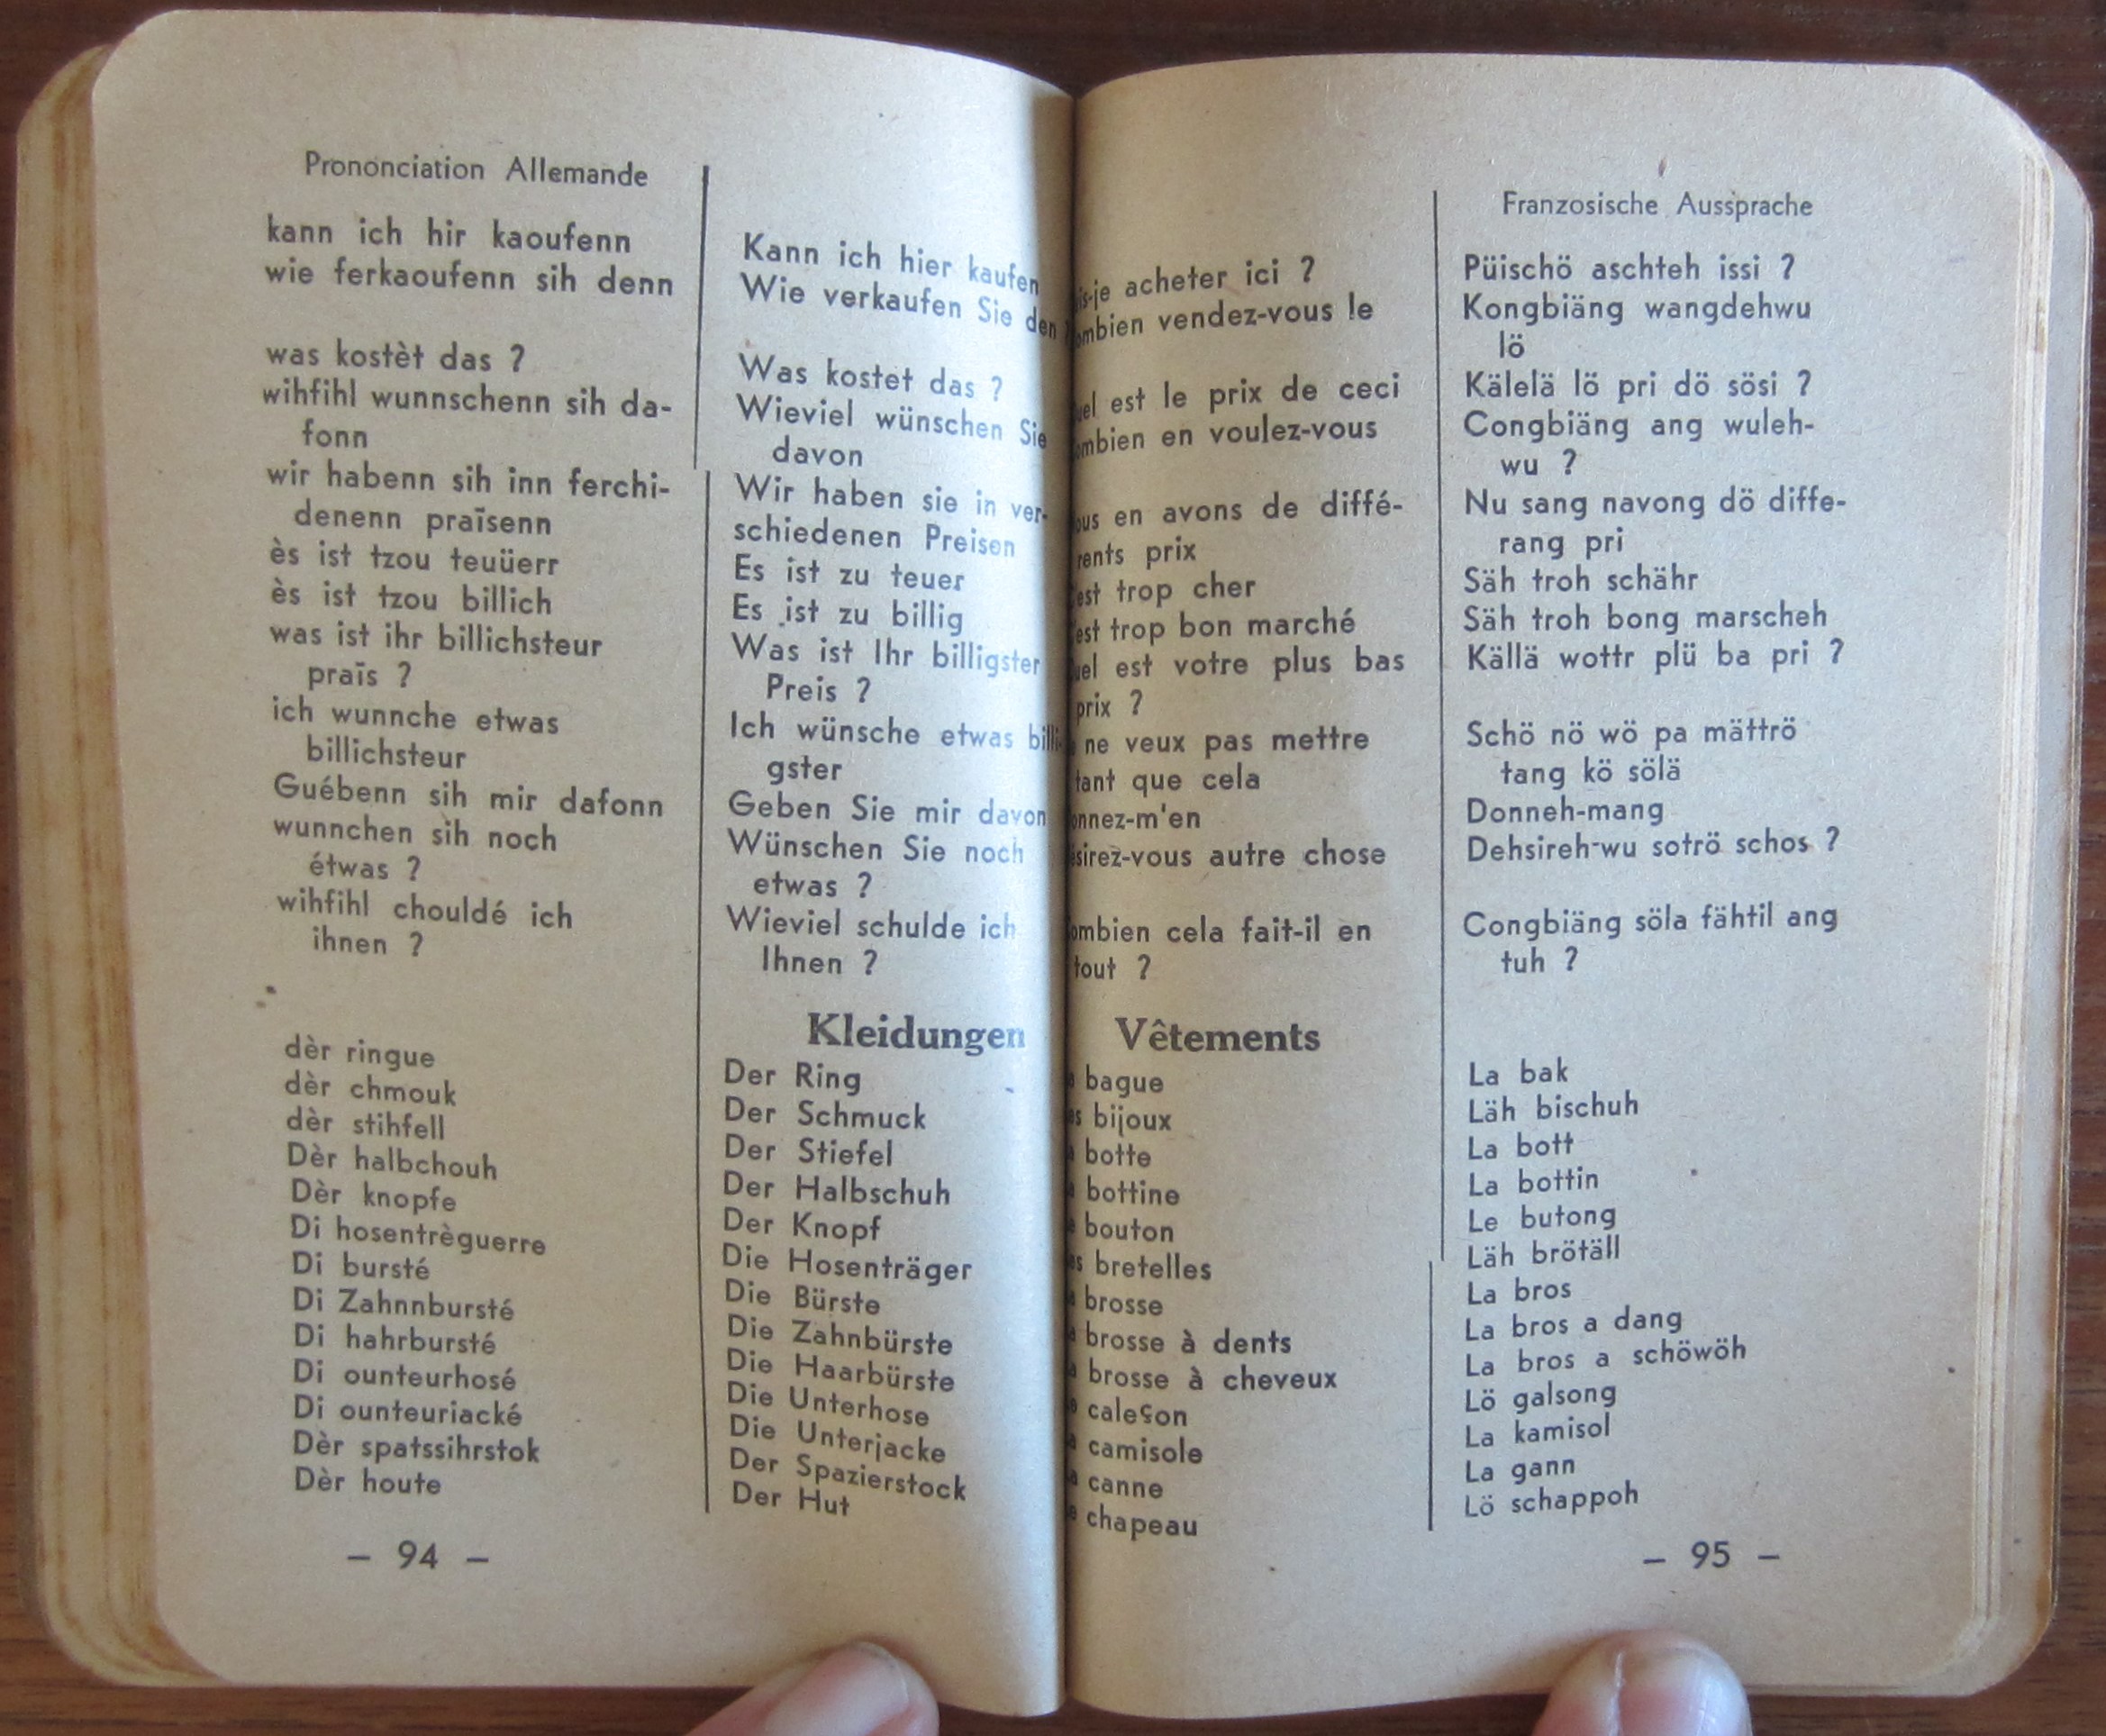 Prononciation Allemande
kann ich hir kaoufenn
wie ferkaoufenn sih denn
was kostèt das ?
wihfihl wunnschenn sih da-
fonn
wir habenn sih inn ferchi-
denenn praïsenn
ès ist tzou teuüerr
ès ist tzou billich
was ist ihr billichsteur
praïs ?
ich wunnche etwas
billichsteur
Guébenn sih mir dafonn
wunnchen sih noch
étwas ?
wihfihl chouldé ich
ihnen ?
dèr ringue
dèr chmouk
dèr stihfell
Dèr halbchouh
Dèr knopfe
Di hosentrèguerre
Di bursté
Di Zahnnbursté
Di hahrbursté
Di ounteurhosé
Di ounteuriacké
Dèr spatssihrstok
Dèr houte
- 94 -
Kann ich hier kaufen
Wie verkaufen Sie den
Was kostet das ?
Wieviel wünschen Sie
davon
Wir haben sie in ver-
schiedenen Preisen
Es ist zu teuer
Es ist zu billig
Was ist Ihr billigster
Preis ?
Ich wünsche etwas billi-
gster
Geben Sie mir davon
Wünschen Sie noch
etwas ?
Wieviel schulde ich
Ihnen ?
Kleidungen
Der Ring
Der Schmuck
Der Stiefel
Der Halbschuh
Der Knopf
Die Hosenträger
Die Bürste
Die Zahnbürste
Die Haarbürste
Die Unterhose
Die Unterjacke
Der Spazierstock
Der Hut
acheter ici ?
vendez-vous le
est le prix de ceci
en voulez-vous
en avons de diffé-
rents prix
trop cher
trop bon marché
est votre plus bas
prix ?
ne veux pas mettre
tant que cela
autre chose
cela fait-il en
tout ?
Vêtements
bague
bijoux
botte
bottine
bouton
bretelles
brosse
brosse à dents
brosse à cheveux
caleçon
camisole
canne
chapeau
Franzosische Aussprache
Püischö aschteh issi ?
Kongbiäng wangdehwu
lö
Kälelä lö pri dö sösi ?
Congbiäng ang wuleh-
wu ?
Nu sang navong dö diffe-
rang pri
Säh troh schähr
Säh troh bong marscheh
Källä wottr plü ba pri ?
Schö nö wö pa mättrö
tang kö sölä
Donneh-mang
Dehsireh-wu sotrö schos ?
Congbiäng söla fähtil ang
tuh ?
La bak
Läh bischuh
La bott
La bottin
Le butong
Läh brötäll
La bros
La bros a dang
La bros a schöwöh
Lö galsong
La kamisol
La gann
Lö schappoh
- 95 -